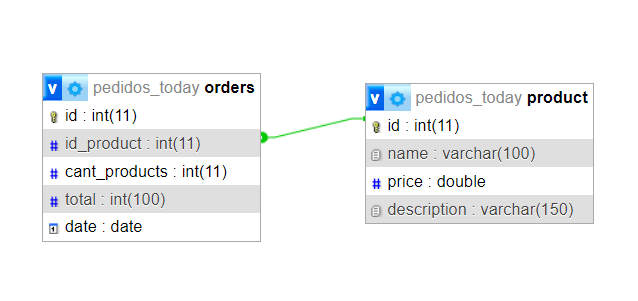 v pedidos_today orders
id : int(11)
id_product : int(11)
cant_products : int(11)
total : int(100)
date : date
v pedidos_today product
id : int(11)
name : varchar(100)
price : double
description : varchar(150)